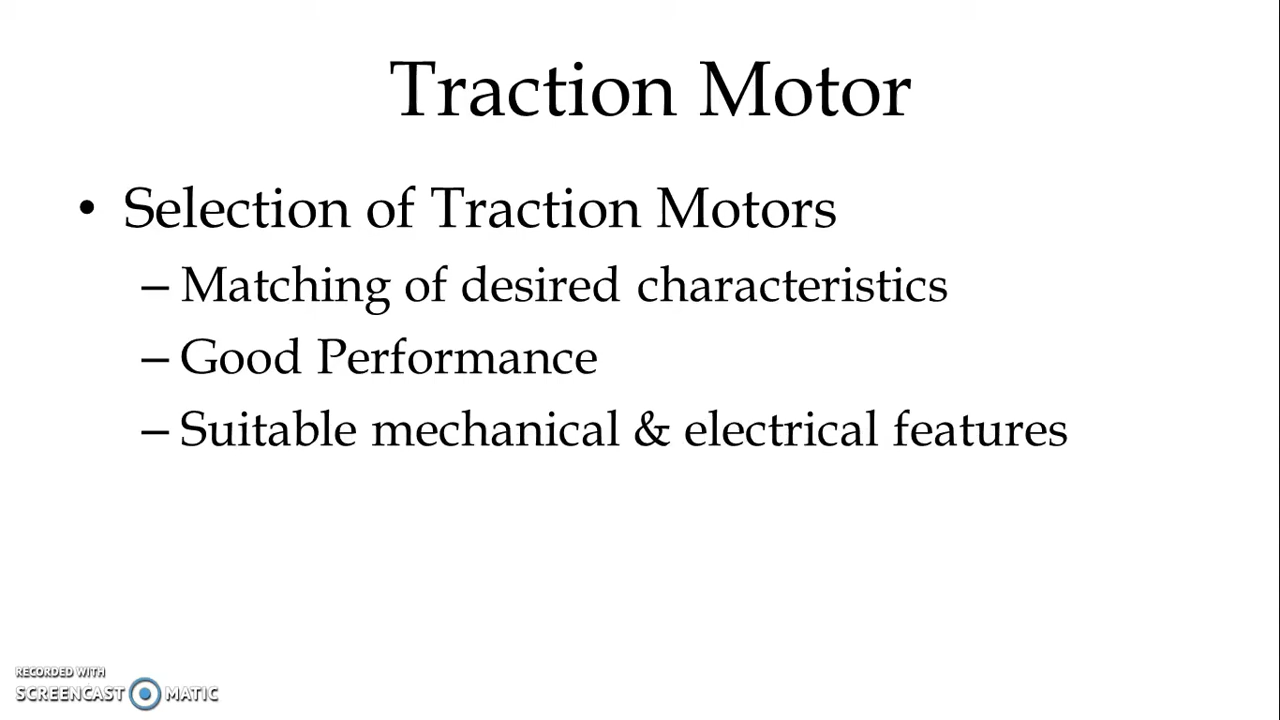 Traction Motor
• Selection of Traction Motors
– Matching of desired characteristics
– Good Performance
– Suitable mechanical & electrical features
RECORDED WITH
SCREENCAST MATIC